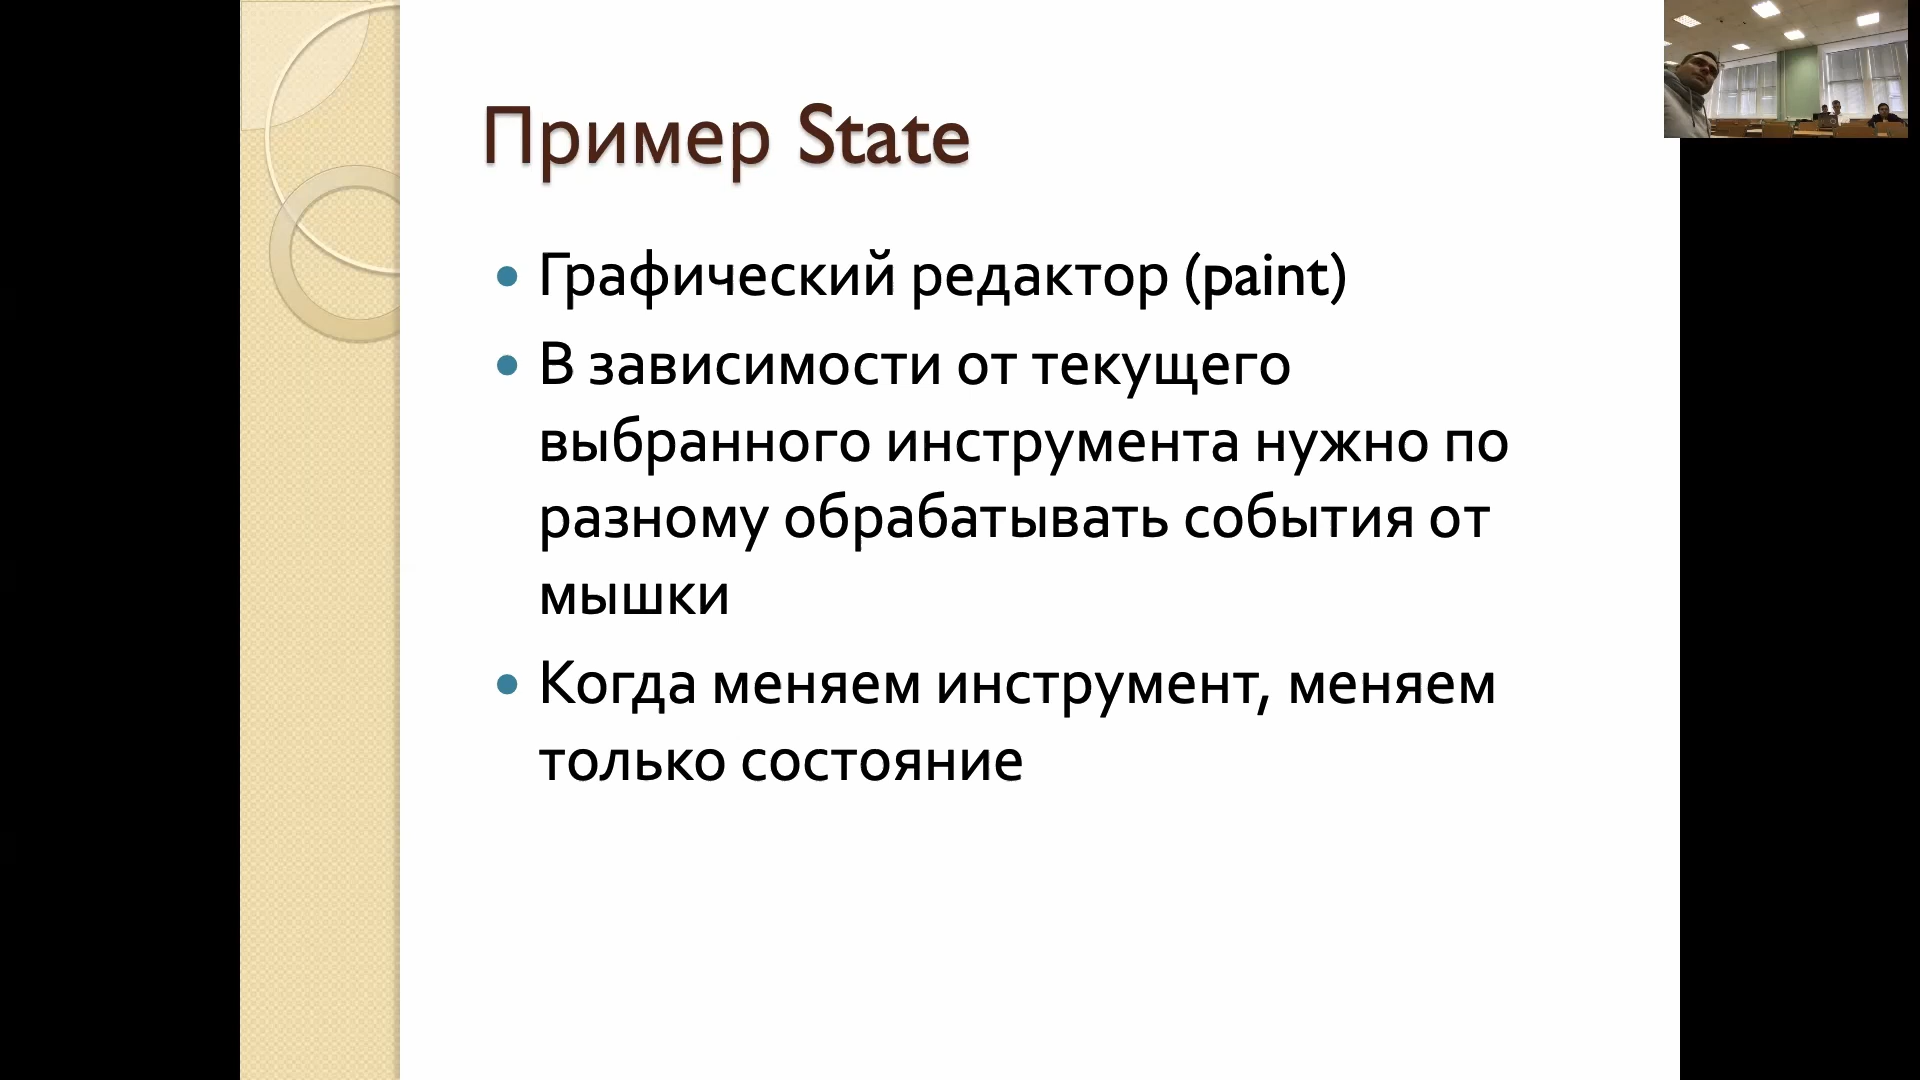 Пример State
Графический редактор (paint)
В зависимости от текущего
выбранного инструмента нужно по
разному обрабатывать события от
мышки
Когда меняем инструмент, меняем
только состояние